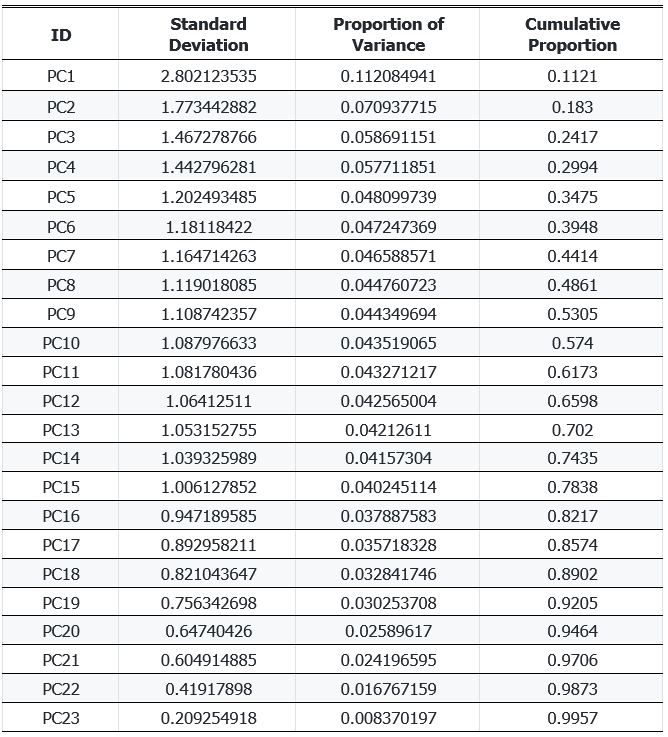 ID Standard Deviation Proportion of Variance Cumulative Proportion
PC1 2.802123535 0.112084941 0.1121
PC2 1.773442882 0.070937715 0.183
PC3 1.467278766 0.058691151 0.2417
PC4 1.442796281 0.057711851 0.2994
PC5 1.202493485 0.048099739 0.3475
PC6 1.18118422 0.047247369 0.3948
PC7 1.164714263 0.046588571 0.4414
PC8 1.119018085 0.044760723 0.4861
PC9 1.108742357 0.044349694 0.5305
PC10 1.087976633 0.043519065 0.574
PC11 1.081780436 0.043271217 0.6173
PC12 1.06412511 0.042565004 0.6598
PC13 1.053152755 0.04212611 0.702
PC14 1.039325989 0.04157304 0.7435
PC15 1.006127852 0.040245114 0.7838
PC16 0.947189585 0.037887583 0.8217
PC17 0.892958211 0.035718328 0.8574
PC18 0.821043647 0.032841746 0.8902
PC19 0.756342698 0.030253708 0.9205
PC20 0.64740426 0.02589617 0.9464
PC21 0.604914885 0.024196595 0.9706
PC22 0.41917898 0.016767159 0.9873
PC23 0.209254918 0.008370197 0.9957